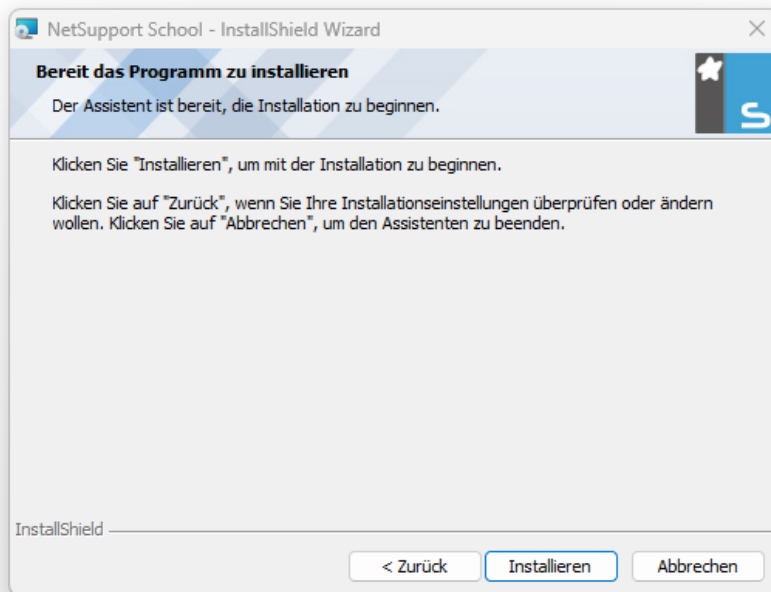 NetSupport School - InstallShield Wizard
Bereit das Programm zu installieren
Der Assistent ist bereit, die Installation zu beginnen.
S
Klicken Sie "Installieren", um mit der Installation zu beginnen.
Klicken Sie auf "Zurück", wenn Sie Ihre Installationseinstellungen überprüfen oder ändern
wollen. Klicken Sie auf "Abbrechen", um den Assistenten zu beenden.
InstallShield
< Zurück
Installieren
Abbrechen